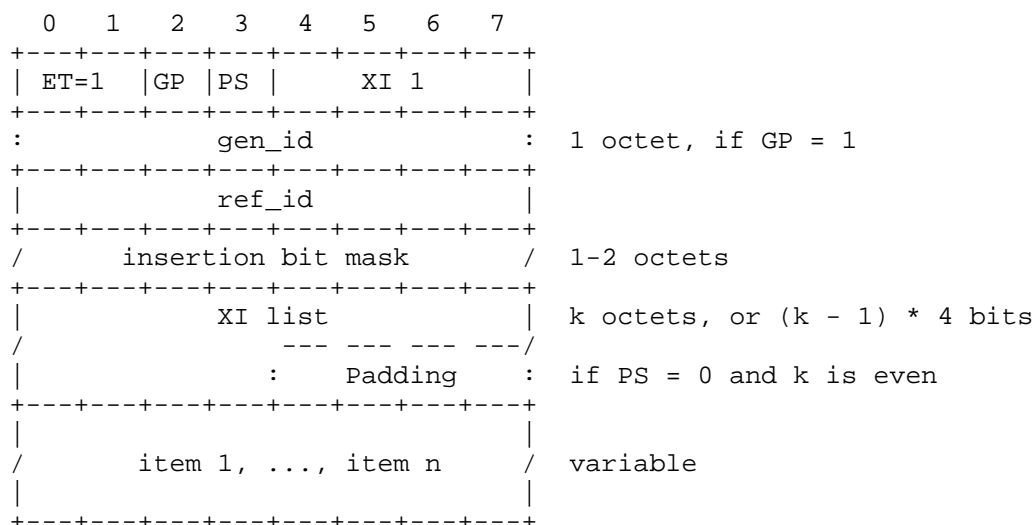 0   1   2   3   4   5   6   7
+---+---+---+---+---+---+---+---+
| ET=1  |GP |PS |     XI 1      |
+---+---+---+---+---+---+---+---+
:            gen_id             :  1 octet, if GP = 1
+---+---+---+---+---+---+---+---+
|            ref_id             |
+---+---+---+---+---+---+---+---+
/      insertion bit mask       /  1-2 octets
+---+---+---+---+---+---+---+---+
|            XI list            |  k octets, or (k - 1) * 4 bits
/                --- --- --- ---/
|               :    Padding    :  if PS = 0 and k is even
+---+---+---+---+---+---+---+---+
|                               |
/       item 1, ..., item n     /  variable
|                               |
+---+---+---+---+---+---+---+---+